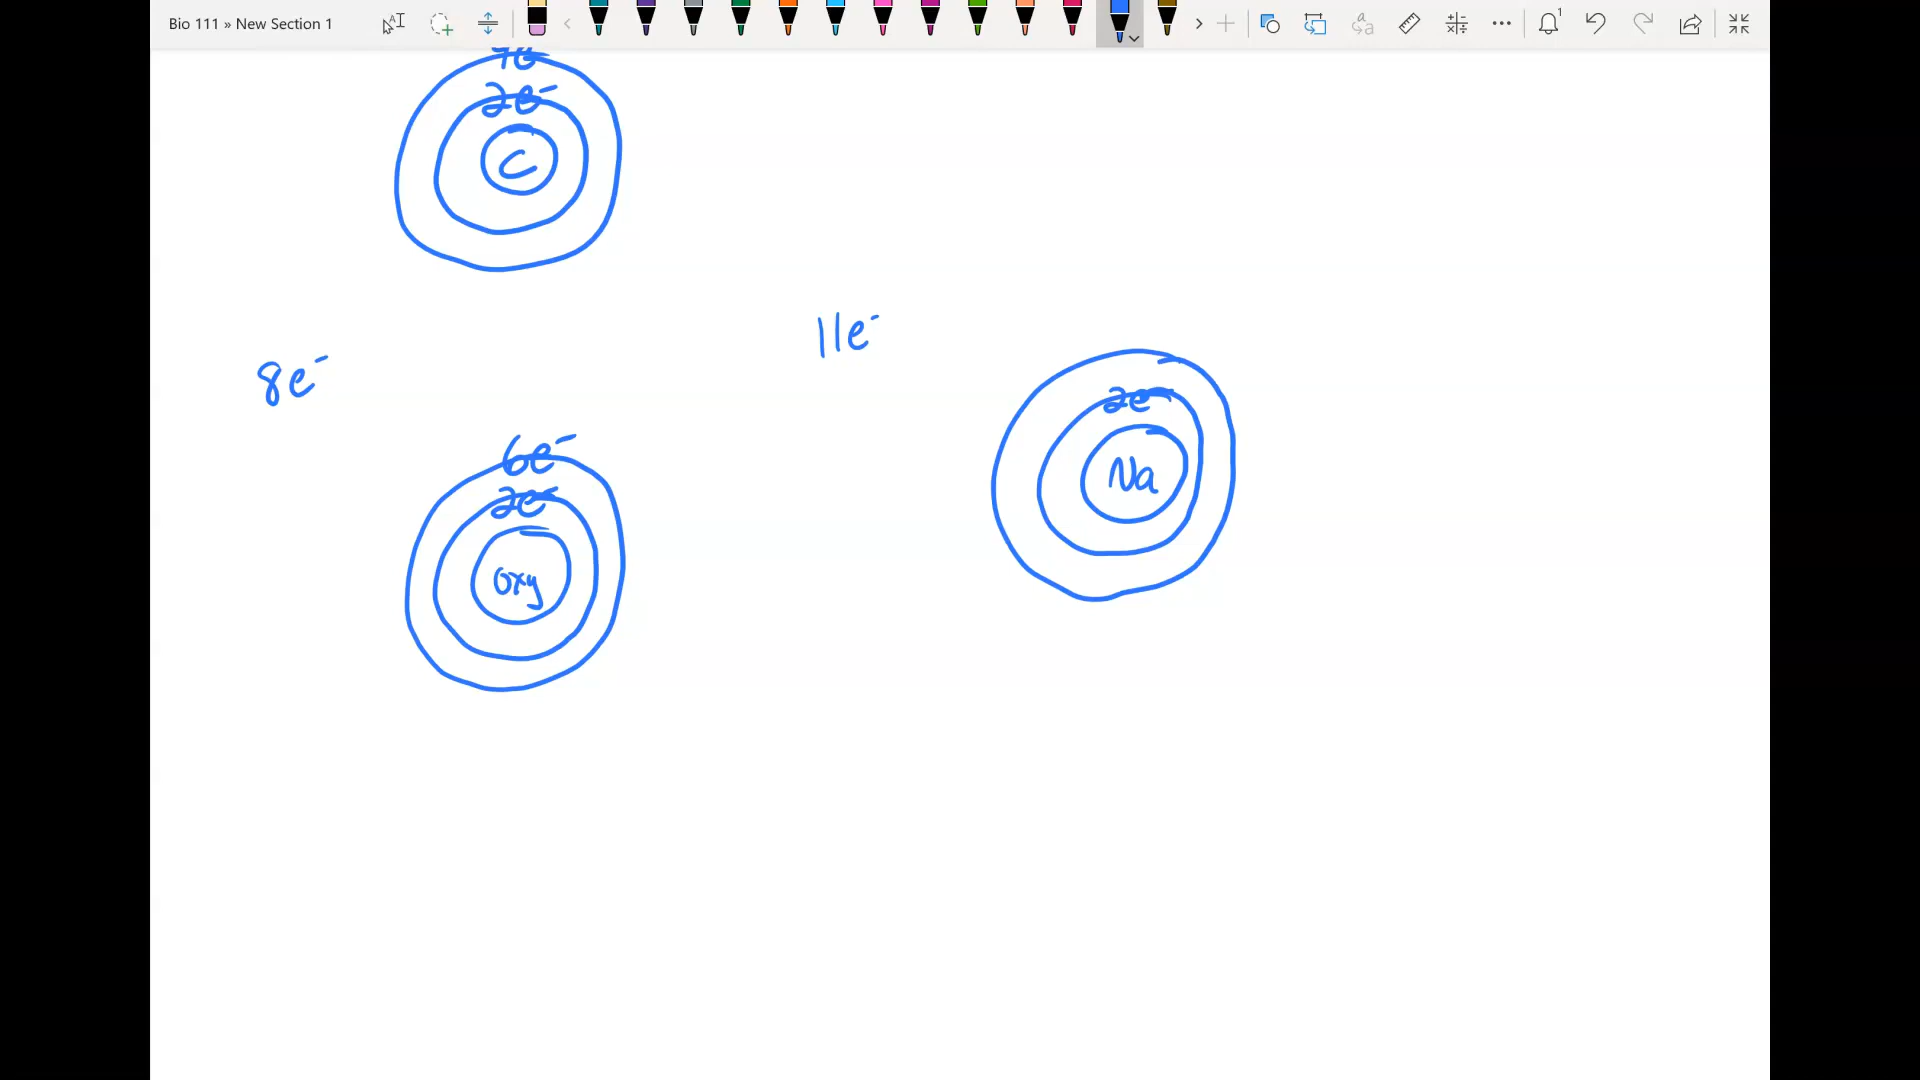 Bio 111 » New Section 1
2e-
C
8e-
11e-
6e-
2e-
oxy
2e-
Na